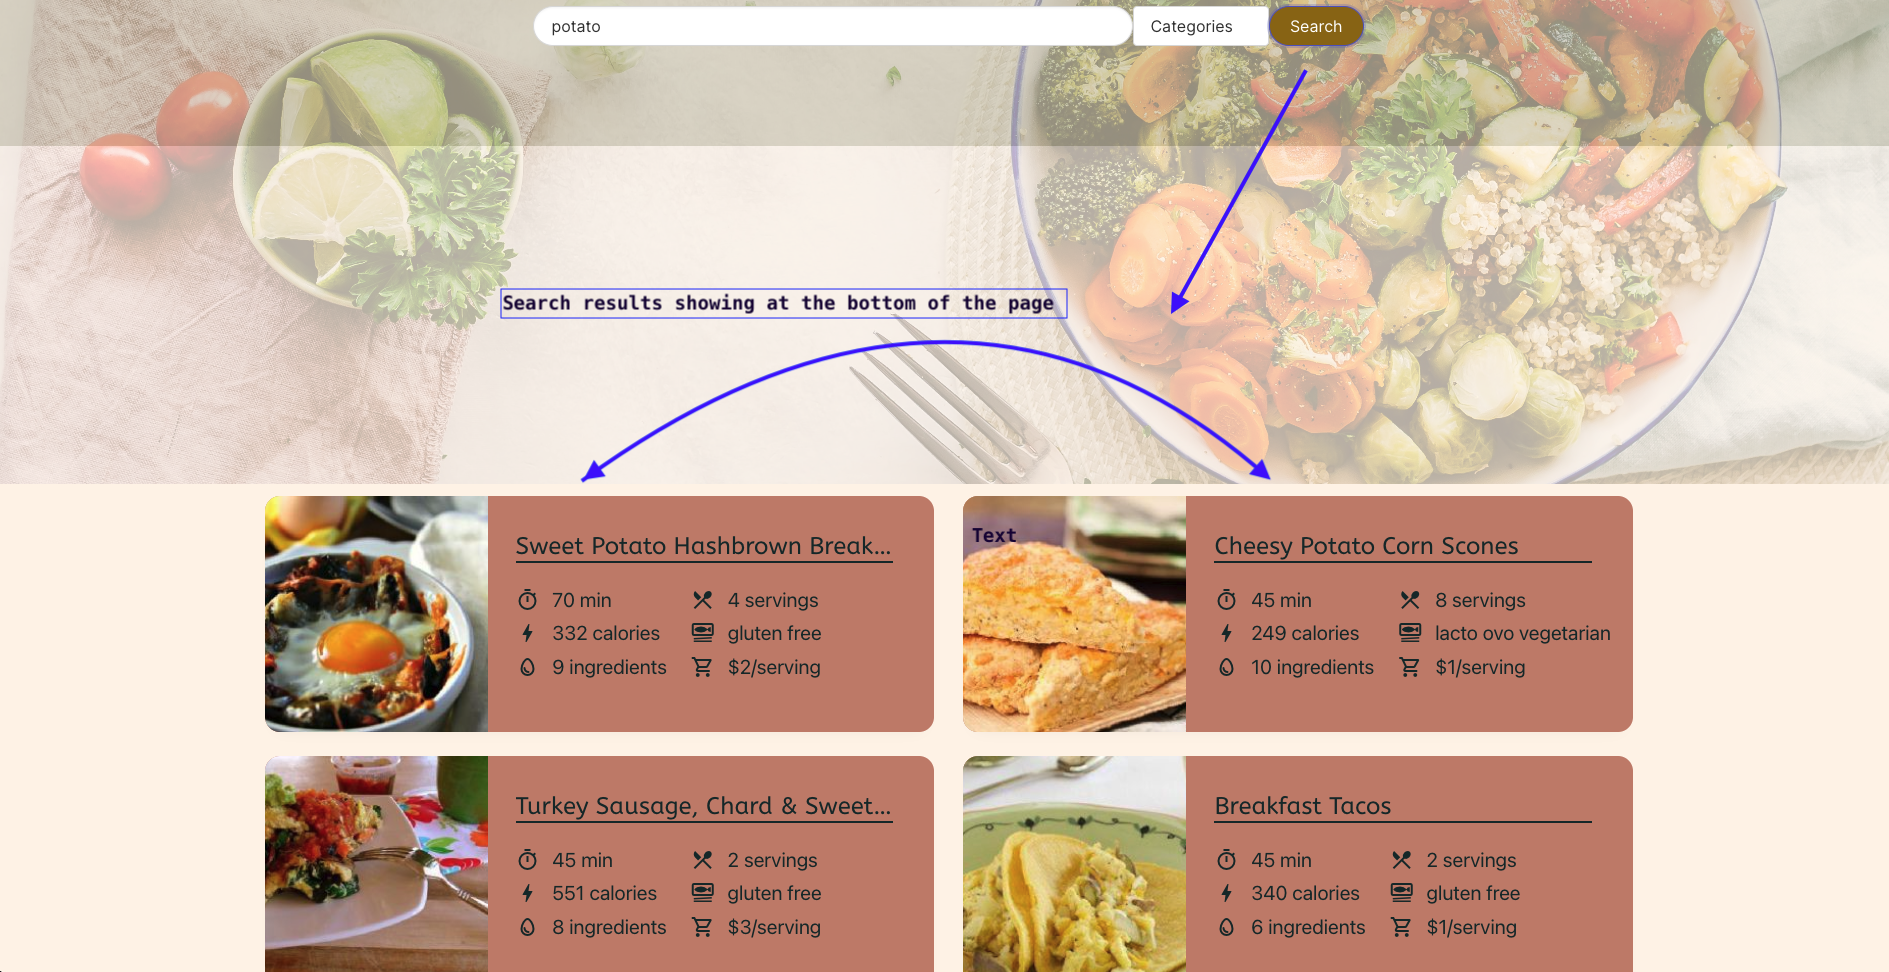 potato Categories Search
Search results showing at the bottom of the page
Text
Sweet Potato Hashbrown Break...
70 min 4 servings
332 calories gluten free
9 ingredients $2/serving
Cheesy Potato Corn Scones
45 min 8 servings
249 calories lacto ovo vegetarian
10 ingredients $1/serving
Turkey Sausage, Chard & Sweet...
45 min 2 servings
551 calories gluten free
8 ingredients $3/serving
Breakfast Tacos
45 min 2 servings
340 calories gluten free
6 ingredients $1/serving